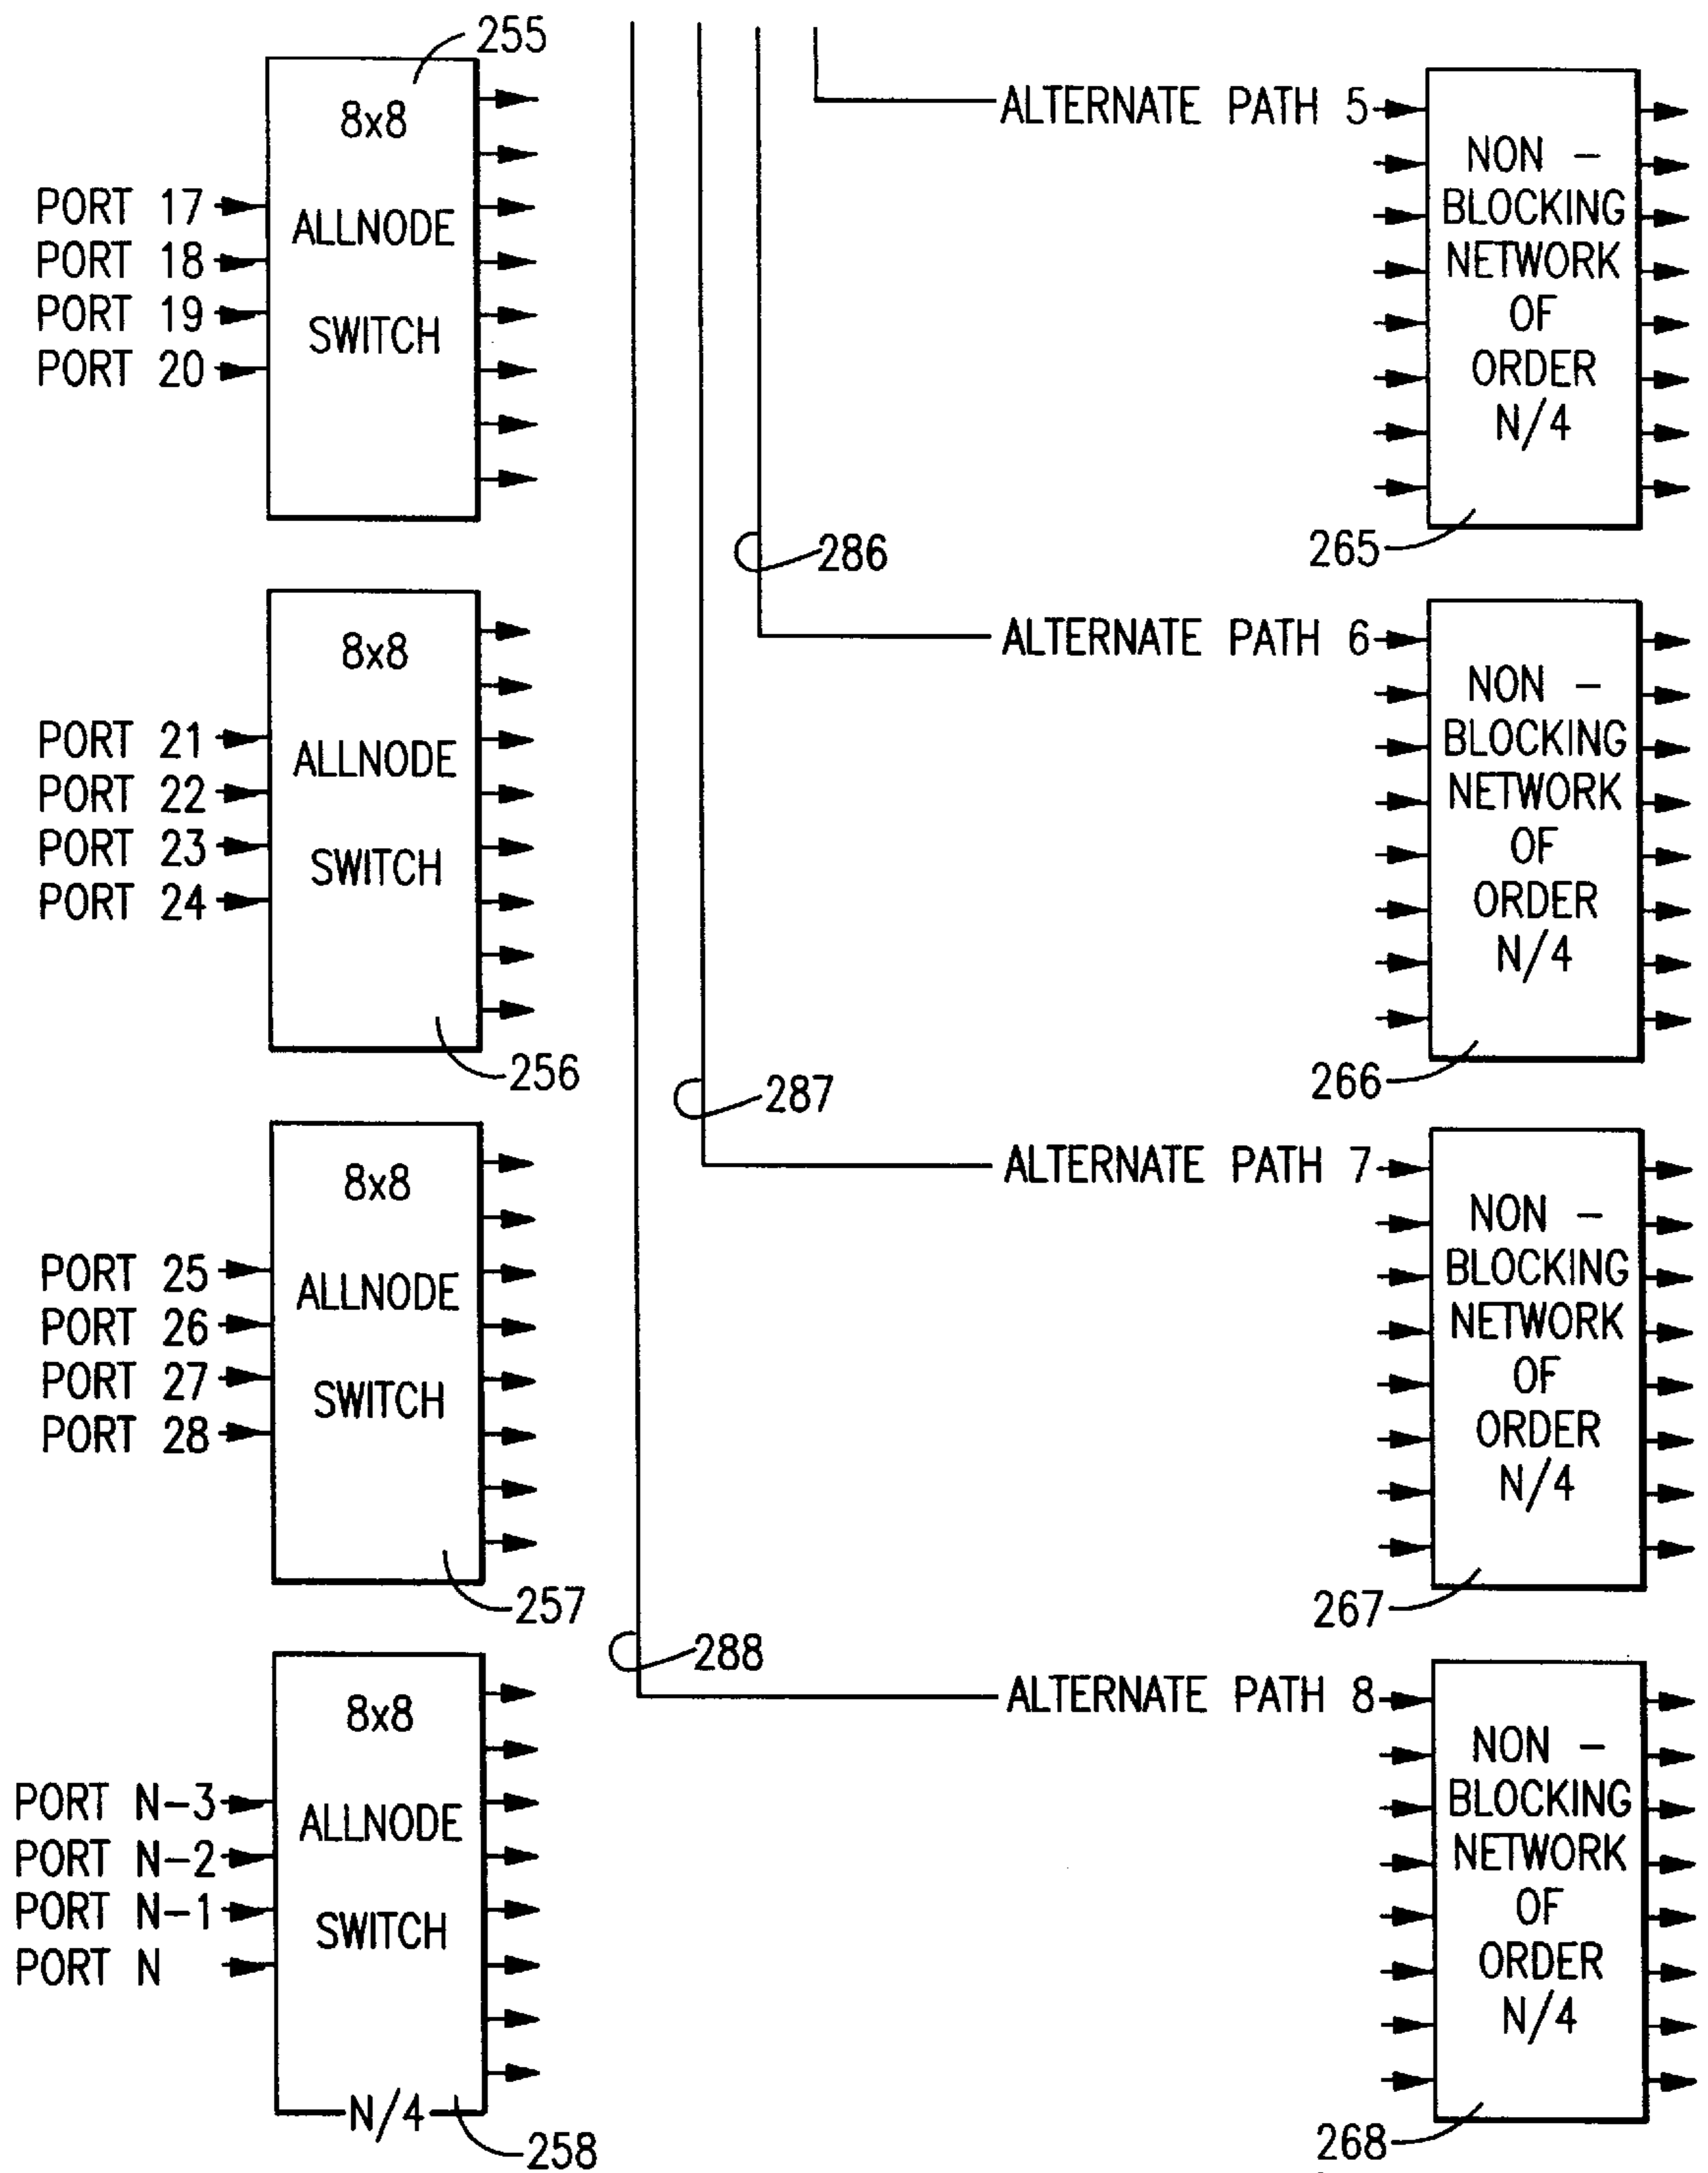 255
8x8
ALLNODE
SWITCH
PORT 17
PORT 18
PORT 19
PORT 20
ALTERNATE PATH 5
NON -
BLOCKING
NETWORK
OF
ORDER
N/4
265
286
8x8
ALLNODE
SWITCH
PORT 21
PORT 22
PORT 23
PORT 24
256
ALTERNATE PATH 6
NON -
BLOCKING
NETWORK
OF
ORDER
N/4
266
287
8x8
ALLNODE
SWITCH
PORT 25
PORT 26
PORT 27
PORT 28
257
ALTERNATE PATH 7
NON -
BLOCKING
NETWORK
OF
ORDER
N/4
267
288
8x8
ALLNODE
SWITCH
PORT N-3
PORT N-2
PORT N-1
PORT N
N/4
258
ALTERNATE PATH 8
NON -
BLOCKING
NETWORK
OF
ORDER
N/4
268